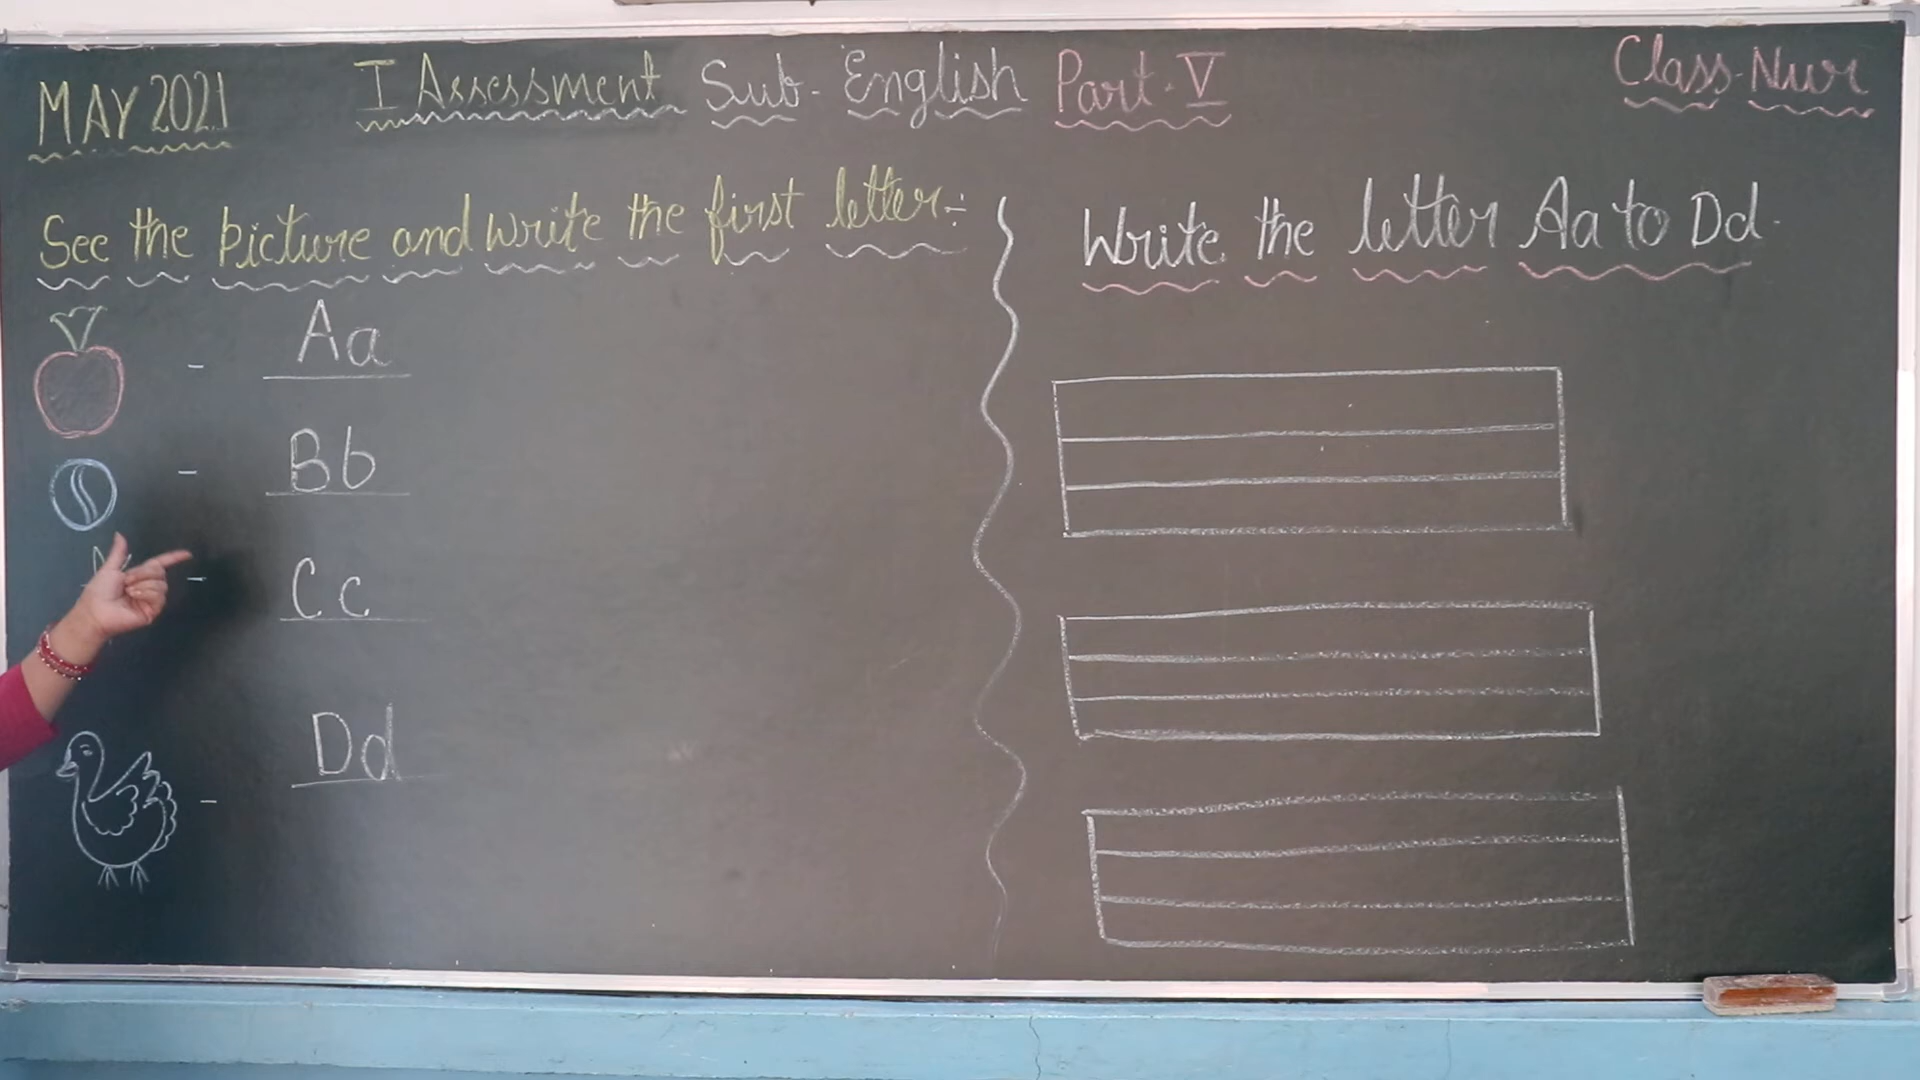 MAY 2021 I Assessment Sub- English Part-V Class-Nur
See the picture and write the first letter:-
Aa
Bb
Cc
Dd
Write the letter Aa to Dd.